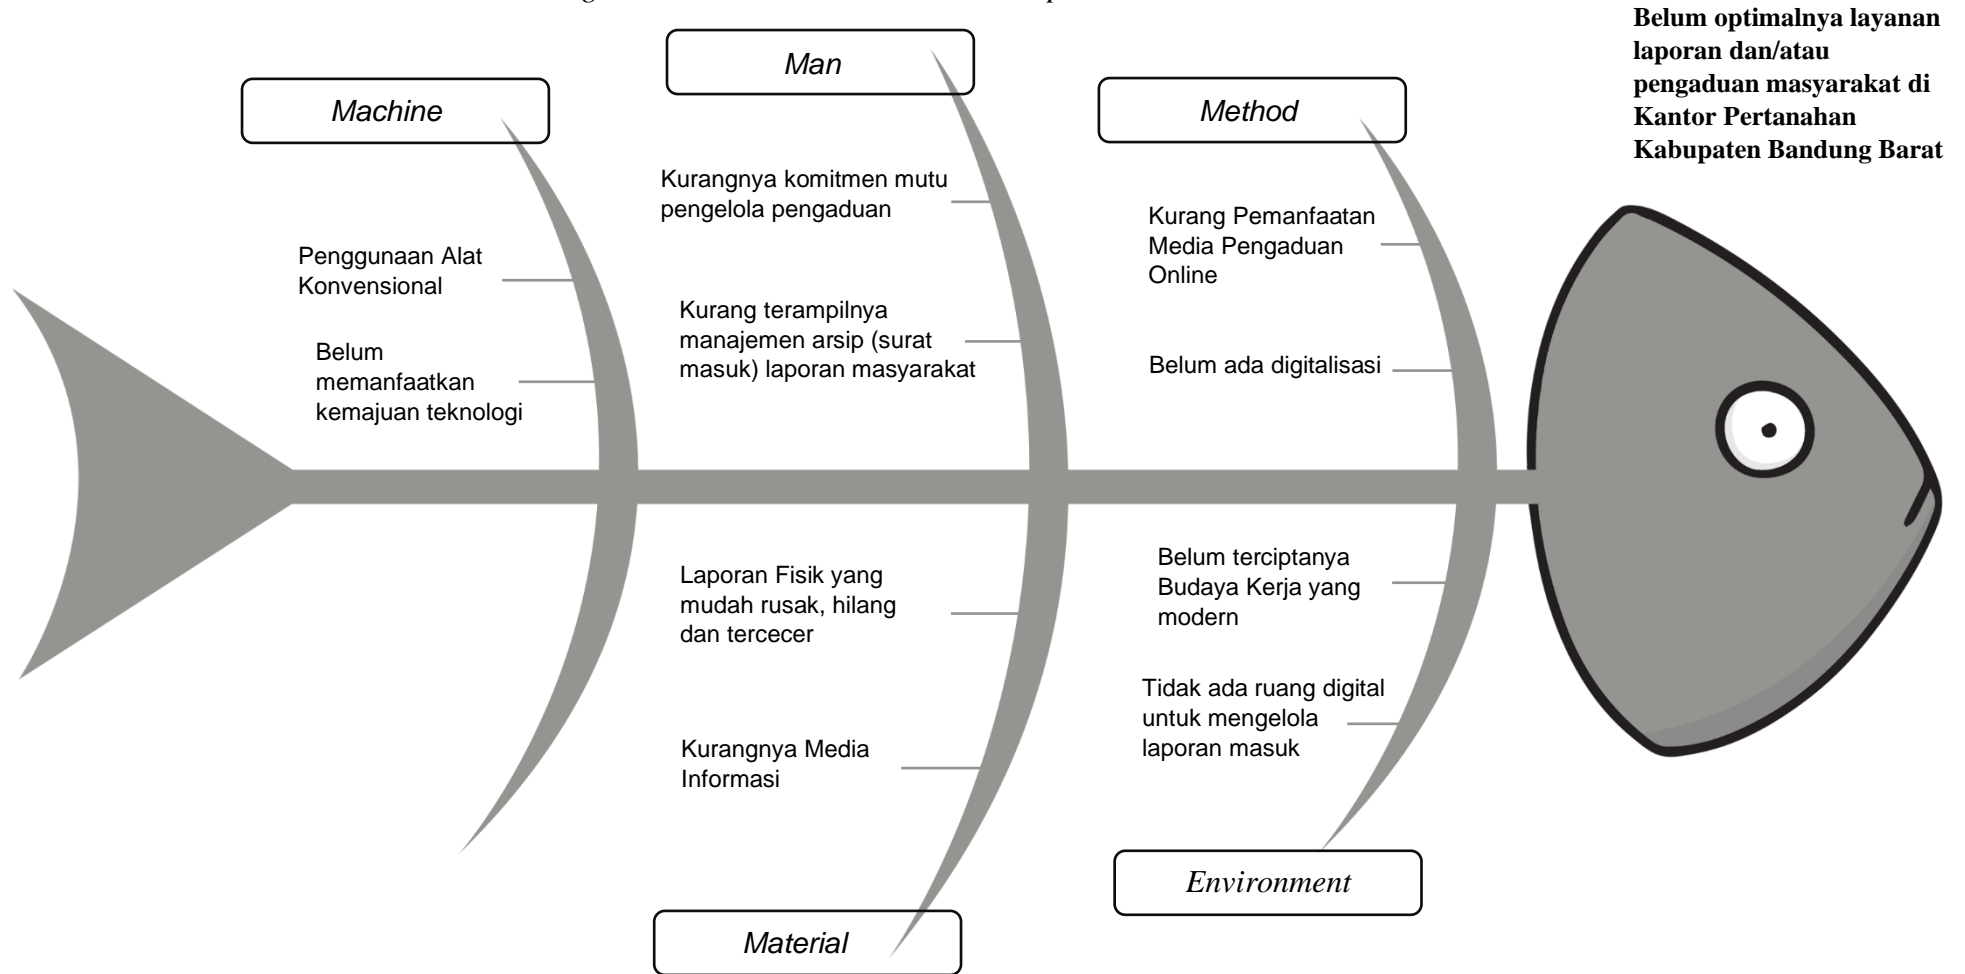 Belum optimalnya layanan
laporan dan/atau
pengaduan masyarakat di
Kantor Pertanahan
Kabupaten Bandung Barat
Machine
Penggunaan Alat
Konvensional
Belum
memanfaatkan
kemajuan teknologi
Man
Kurangnya komitmen mutu
pengelola pengaduan
Kurang terampilnya
manajemen arsip (surat
masuk) laporan masyarakat
Method
Kurang Pemanfaatan
Media Pengaduan
Online
Belum ada digitalisasi
Laporan Fisik yang
mudah rusak, hilang
dan tercecer
Kurangnya Media
Informasi
Material
Belum terciptanya
Budaya Kerja yang
modern
Tidak ada ruang digital
untuk mengelola
laporan masuk
Environment